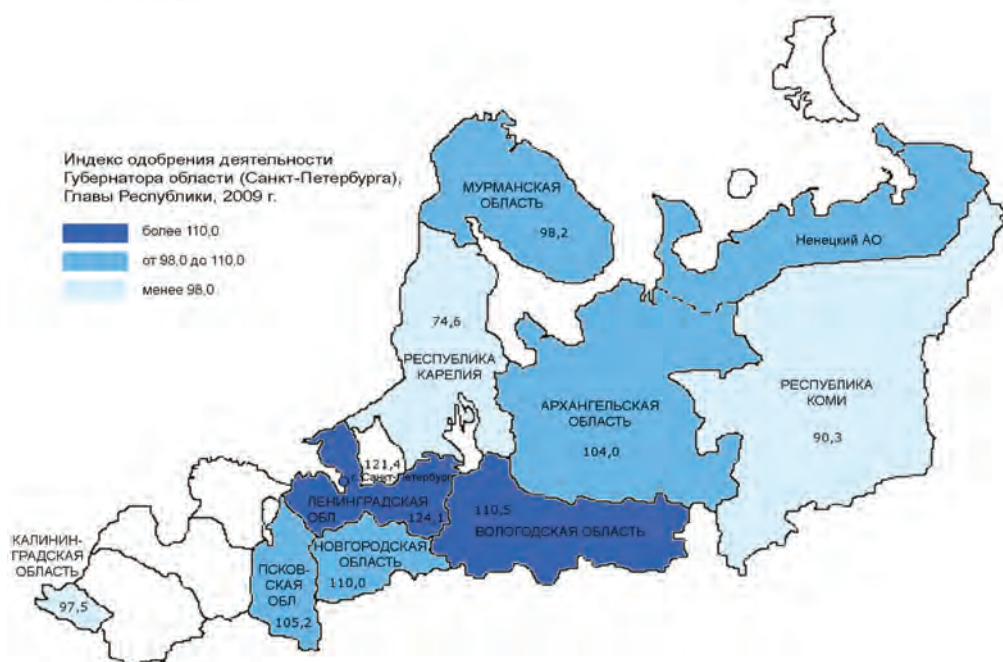 Индекс одобрения деятельности
Губернатора области (Санкт-Петербурга),
Главы Республики, 2009 г.
более 110,0
от 98,0 до 110,0
менее 98,0
МУРМАНСКАЯ
ОБЛАСТЬ
98,2
Ненецкий АО
74,6
РЕСПУБЛИКА
КАРЕЛИЯ
РЕСПУБЛИКА
КОМИ
90,3
АРХАНГЕЛЬСКАЯ
ОБЛАСТЬ
104,0
121,4
г. Санкт-Петербург
ЛЕНИНГРАДСКАЯ
ОБЛ
124,1
110,5
ВОЛОГОДСКАЯ ОБЛАСТЬ
НОВГОРОДСКАЯ
ОБЛАСТЬ
110,0
ПСКОВ-
СКАЯ
ОБЛ
105,2
КАЛИНИН-
ГРАДСКАЯ
ОБЛАСТЬ
97,5